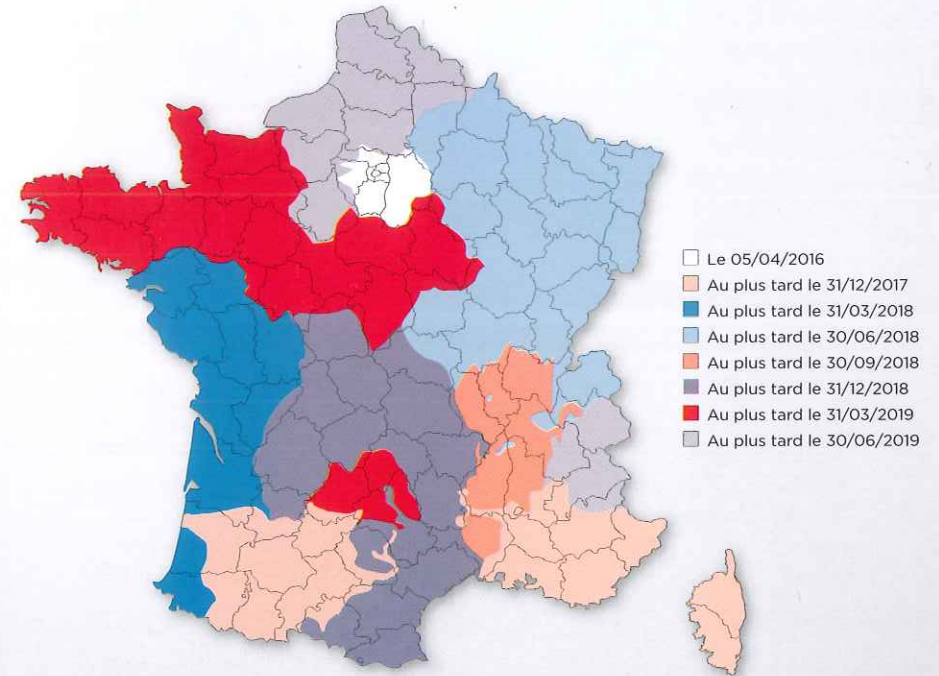 Le 05/04/2016
Au plus tard le 31/12/2017
Au plus tard le 31/03/2018
Au plus tard le 30/06/2018
Au plus tard le 30/09/2018
Au plus tard le 31/12/2018
Au plus tard le 31/03/2019
Au plus tard le 30/06/2019